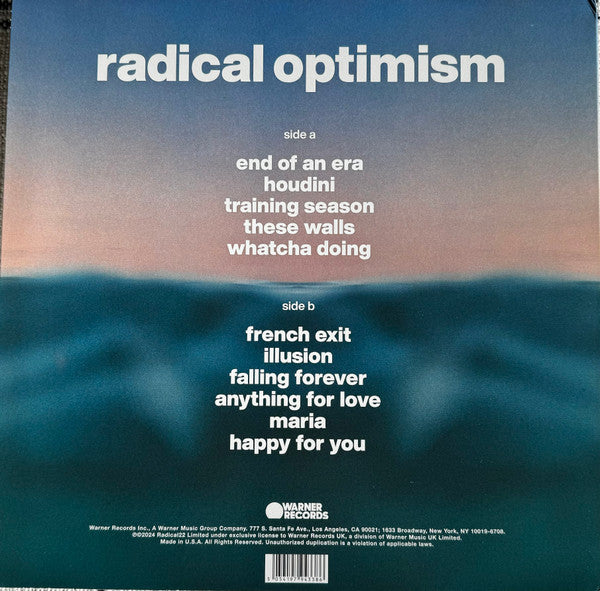 radical optimism
side a
end of an era
houdini
training season
these walls
whatcha doing
side b
french exit
illusion
falling forever
anything for love
maria
happy for you
WARNER
RECORDS
Warner Records Inc., A Warner Music Group Company. 777 S. Santa Fe Ave., Los Angeles, CA 90021; 1633 Broadway, New York, NY 10019-6708.
℗©2024 Radical22 Limited under exclusive license to Warner Records UK, a division of Warner Music UK Limited.
Made in U.S.A. All Rights Reserved. Unauthorized duplication is a violation of applicable laws.
5 054197 943386